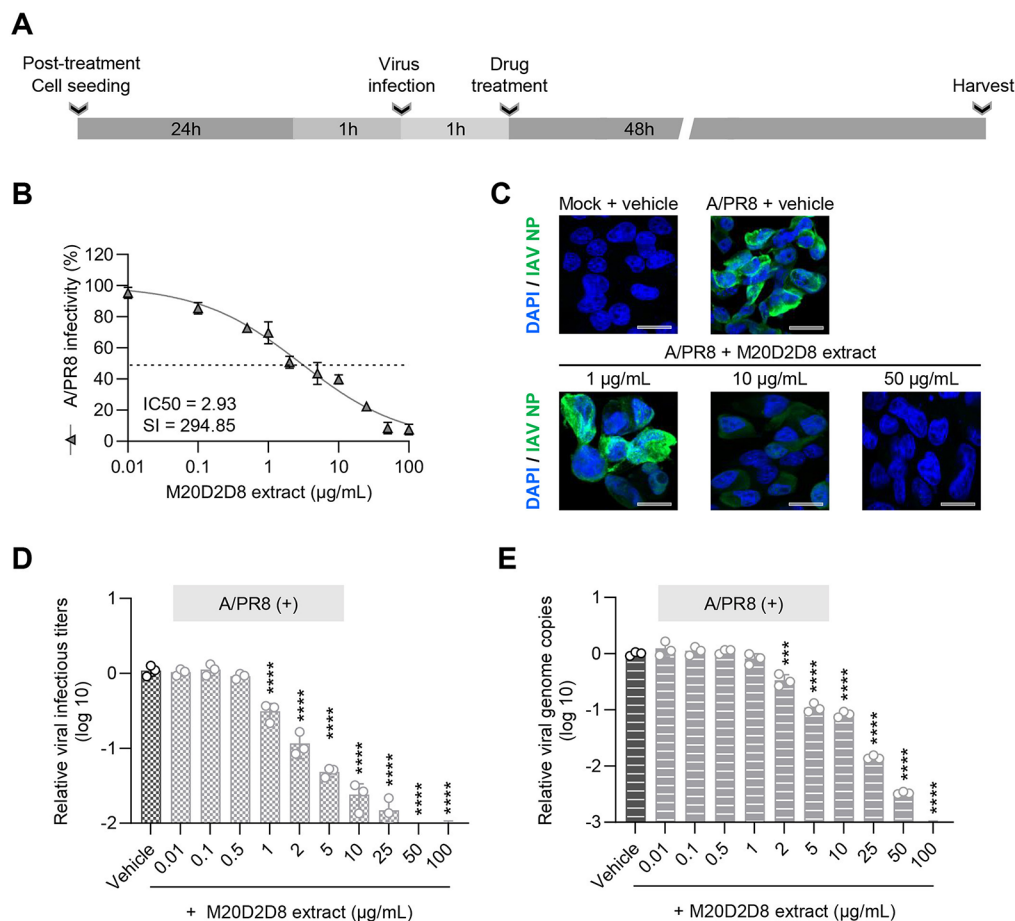 A
Post-treatment
Cell seeding
Virus
infection
Drug
treatment
Harvest
24h
1h
1h
48h
B
A/PR8 infectivity (%)
120
100
80
60
40
20
0
IC50 = 2.93
SI = 294.85
0.01
0.1
1
10
100
M20D2D8 extract (µg/mL)
C
Mock + vehicle
A/PR8 + vehicle
DAPI / IAV NP
A/PR8 + M20D2D8 extract
1 µg/mL
10 µg/mL
50 µg/mL
DAPI / IAV NP
D
A/PR8 (+)
Relative viral infectious titers
(log 10)
1
0
-1
-2
****
****
****
****
****
****
****
Vehicle
0.01
0.1
0.5
1
2
5
10
25
50
100
+ M20D2D8 extract (µg/mL)
E
A/PR8 (+)
Relative viral genome copies
(log 10)
1
0
-1
-2
-3
***
****
****
****
****
****
Vehicle
0.01
0.1
0.5
1
2
5
10
25
50
100
+ M20D2D8 extract (µg/mL)